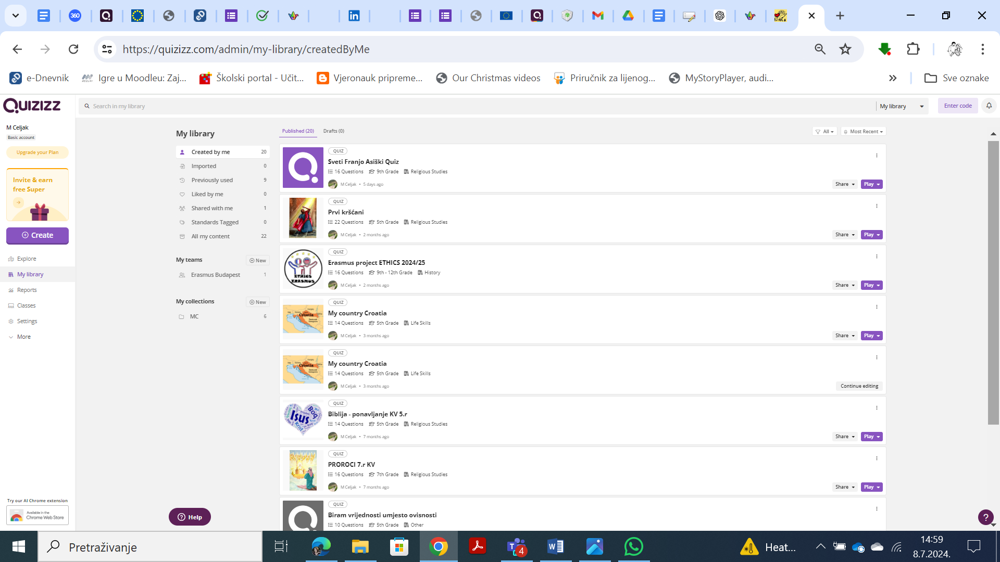 360
https://quizizz.com/admin/my-library/createdByMe
e-Dnevnik
Igre u Moodleu: Zaj...
Školski portal - Učit...
Vjeronauk pripreme...
Our Christmas videos
Priručnik za lijenog...
MyStoryPlayer, audi...
Sve oznake
Quizizz
Search in my library
My library
Enter code
M Celjak
Basic account
Upgrade your Plan
Invite & earn
free Super
Create
Explore
My library
Reports
Classes
Settings
More
Try our AI Chrome extension
Available in the
Chrome Web Store
My library
Created by me 20
Imported 0
Previously used 9
Liked by me 0
Shared with me 1
Standards Tagged 0
All my content 22
My teams New
Erasmus Budapest 1
My collections New
MC 6
Help
Published (20) Drafts (0)
All Most Recent
QUIZ
Sveti Franjo Asiški Quiz
16 Questions 9th Grade Religious Studies
M Celjak • 5 days ago
Share Play
QUIZ
Prvi kršćani
22 Questions 5th Grade Religious Studies
M Celjak • 2 months ago
Share Play
ETHICS
ERASMUS
QUIZ
Erasmus project ETHICS 2024/25
16 Questions 9th - 12th Grade History
M Celjak • 2 months ago
Share Play
Croatia
QUIZ
My country Croatia
14 Questions 5th Grade Life Skills
M Celjak • 3 months ago
Share Play
Croatia
QUIZ
My country Croatia
14 Questions 5th Grade Life Skills
M Celjak • 3 months ago
Continue editing
Isus
Bog
QUIZ
Biblija - ponavljanje KV 5.r
14 Questions 5th Grade Religious Studies
M Celjak • 7 months ago
Share Play
QUIZ
PROROCI 7.r KV
16 Questions 7th Grade Religious Studies
M Celjak • 7 months ago
Share Play
QUIZ
Biram vrijednosti umjesto ovisnosti
10 Questions 5th Grade Other
?
Pretraživanje
4
Heat...
14:59
8.7.2024.